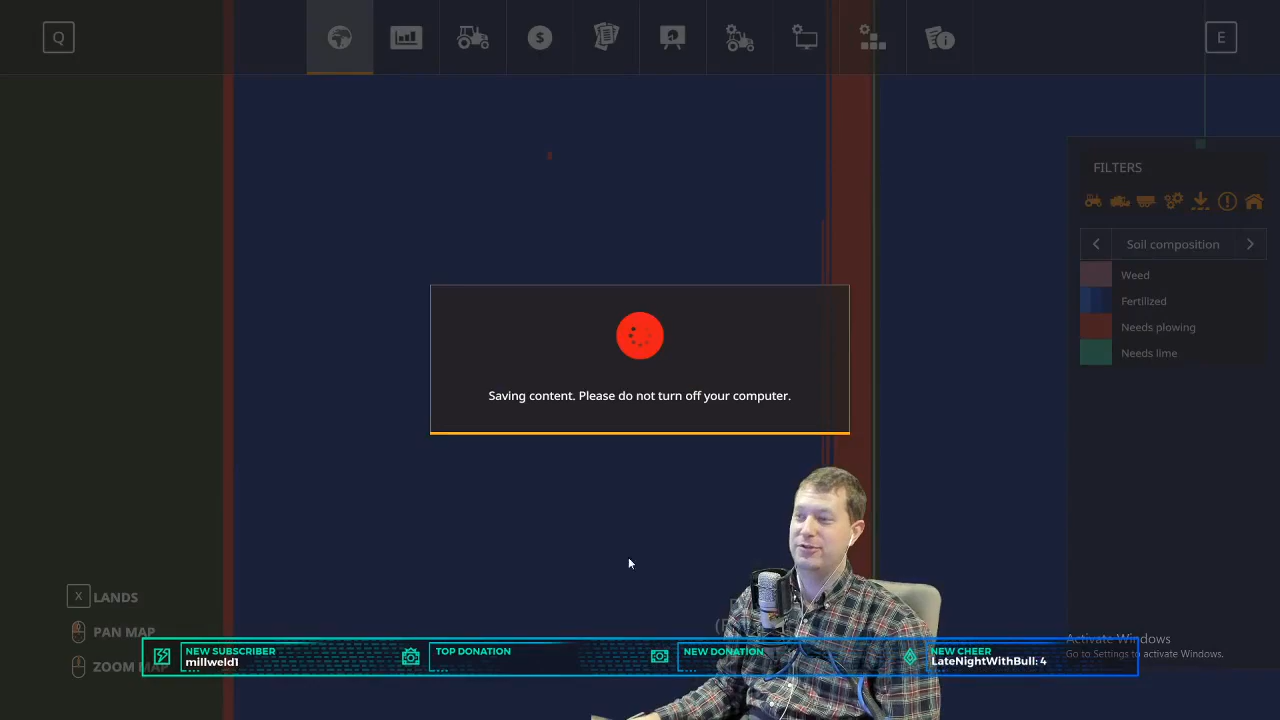 Q
E
FILTERS
Soil composition
Weed
Fertilized
Needs plowing
Needs lime
Saving content. Please do not turn off your computer.
X LANDS
PAN MAP
ZOOM MAP
Activate Windows
Go to Settings to activate Windows.
NEW SUBSCRIBER
millweld1
TOP DONATION
NEW DONATION
NEW CHEER
LateNightWithBull: 4